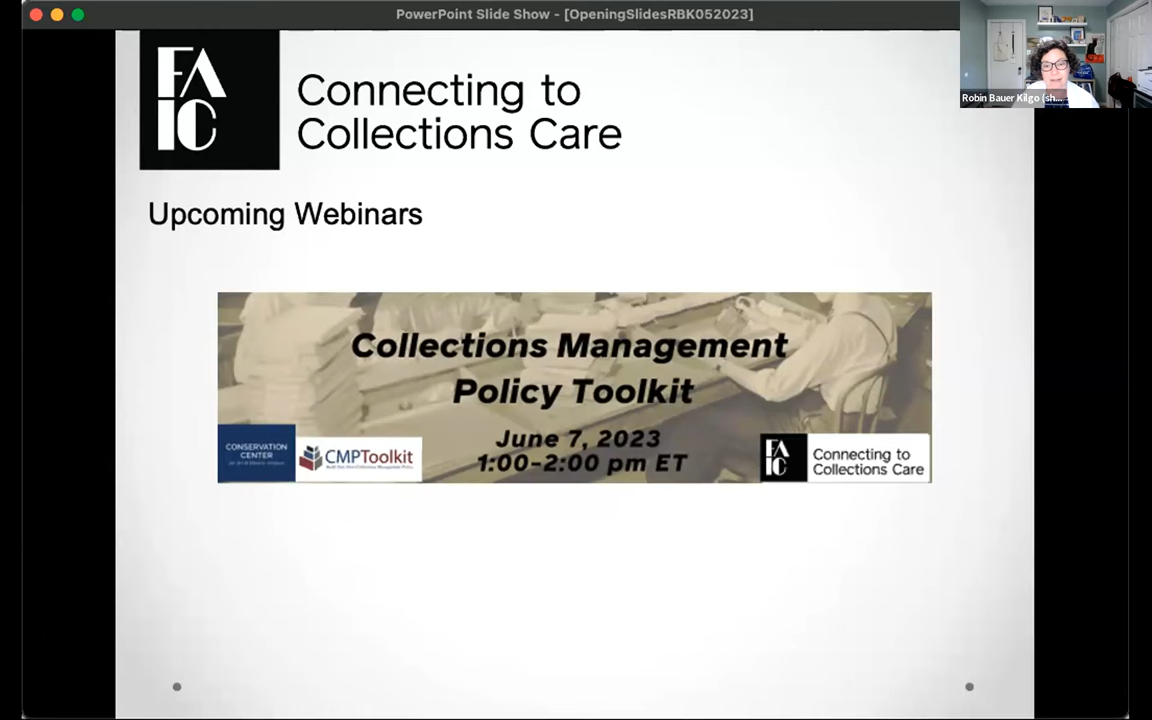 PowerPoint Slide Show - [OpeningSlidesRBK052023]
Robin Bauer Kilgo (sh...
FA
IC
Connecting to
Collections Care
Upcoming Webinars
Collections Management
Policy Toolkit
June 7, 2023
1:00-2:00 pm ET
CONSERVATION
CENTER
CMPToolkit
FA
IC
Connecting to
Collections Care